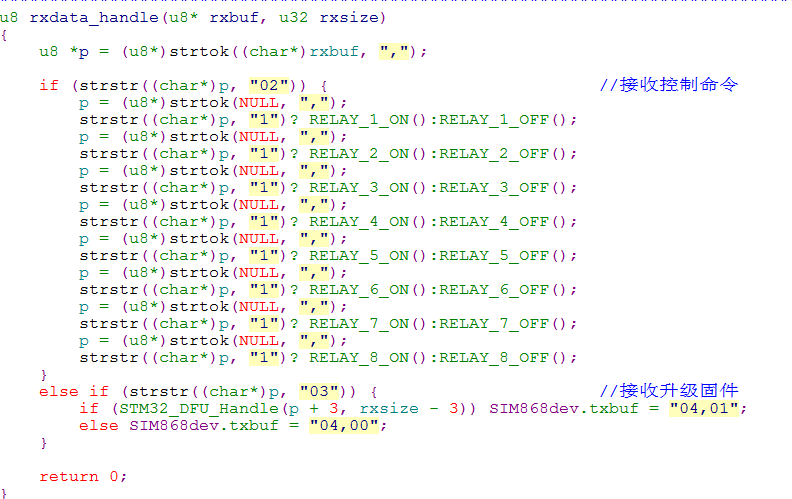 u8 rxdata_handle(u8* rxbuf, u32 rxsize)
{
    u8 *p = (u8*)strtok((char*)rxbuf, ",");

    if (strstr((char*)p, "02")) {                           //接收控制命令
        p = (u8*)strtok(NULL, ",");
        strstr((char*)p, "1")? RELAY_1_ON():RELAY_1_OFF();
        p = (u8*)strtok(NULL, ",");
        strstr((char*)p, "1")? RELAY_2_ON():RELAY_2_OFF();
        p = (u8*)strtok(NULL, ",");
        strstr((char*)p, "1")? RELAY_3_ON():RELAY_3_OFF();
        p = (u8*)strtok(NULL, ",");
        strstr((char*)p, "1")? RELAY_4_ON():RELAY_4_OFF();
        p = (u8*)strtok(NULL, ",");
        strstr((char*)p, "1")? RELAY_5_ON():RELAY_5_OFF();
        p = (u8*)strtok(NULL, ",");
        strstr((char*)p, "1")? RELAY_6_ON():RELAY_6_OFF();
        p = (u8*)strtok(NULL, ",");
        strstr((char*)p, "1")? RELAY_7_ON():RELAY_7_OFF();
        p = (u8*)strtok(NULL, ",");
        strstr((char*)p, "1")? RELAY_8_ON():RELAY_8_OFF();
    }
    else if (strstr((char*)p, "03")) {                      //接收升级固件
        if (STM32_DFU_Handle(p + 3, rxsize - 3)) SIM868dev.txbuf = "04,01";
        else SIM868dev.txbuf = "04,00";
    }

    return 0;
}